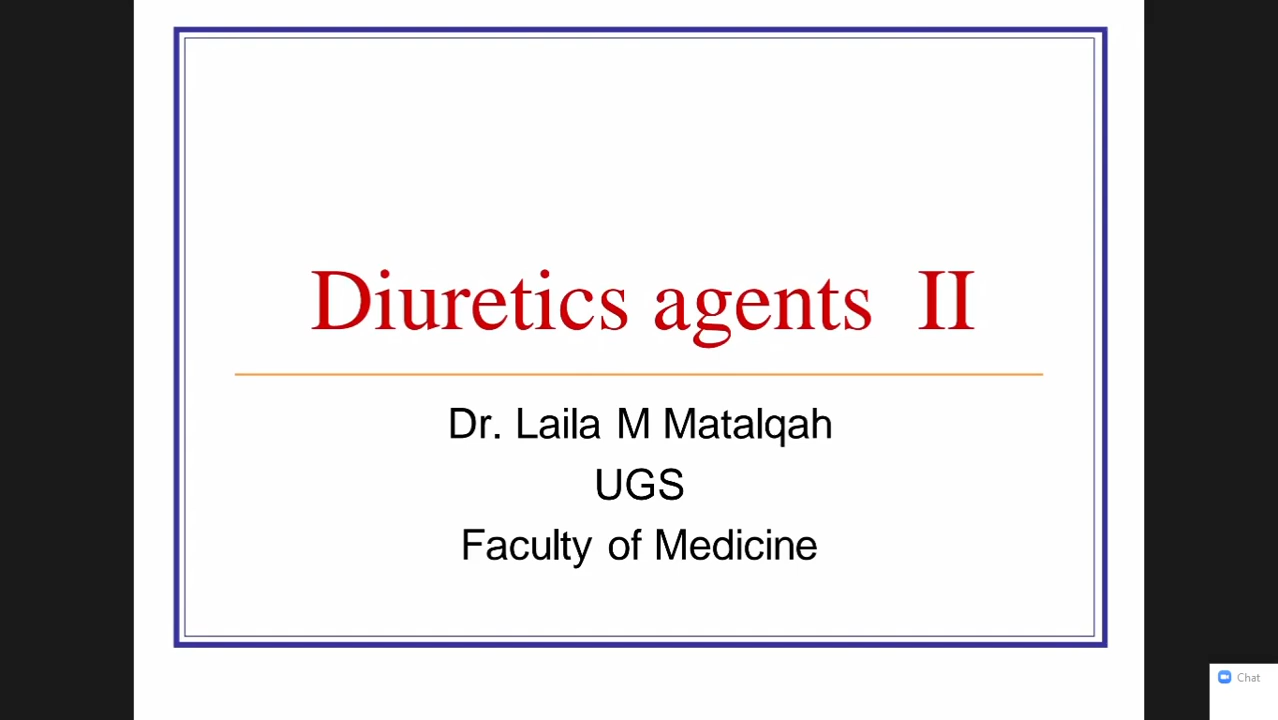 Diuretics agents II
Dr. Laila M Matalqah
UGS
Faculty of Medicine
Chat